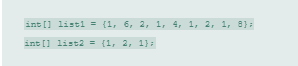 int[] list1 = {1, 6, 2, 1, 4, 1, 2, 1, 8};
int[] list2 = {1, 2, 1};